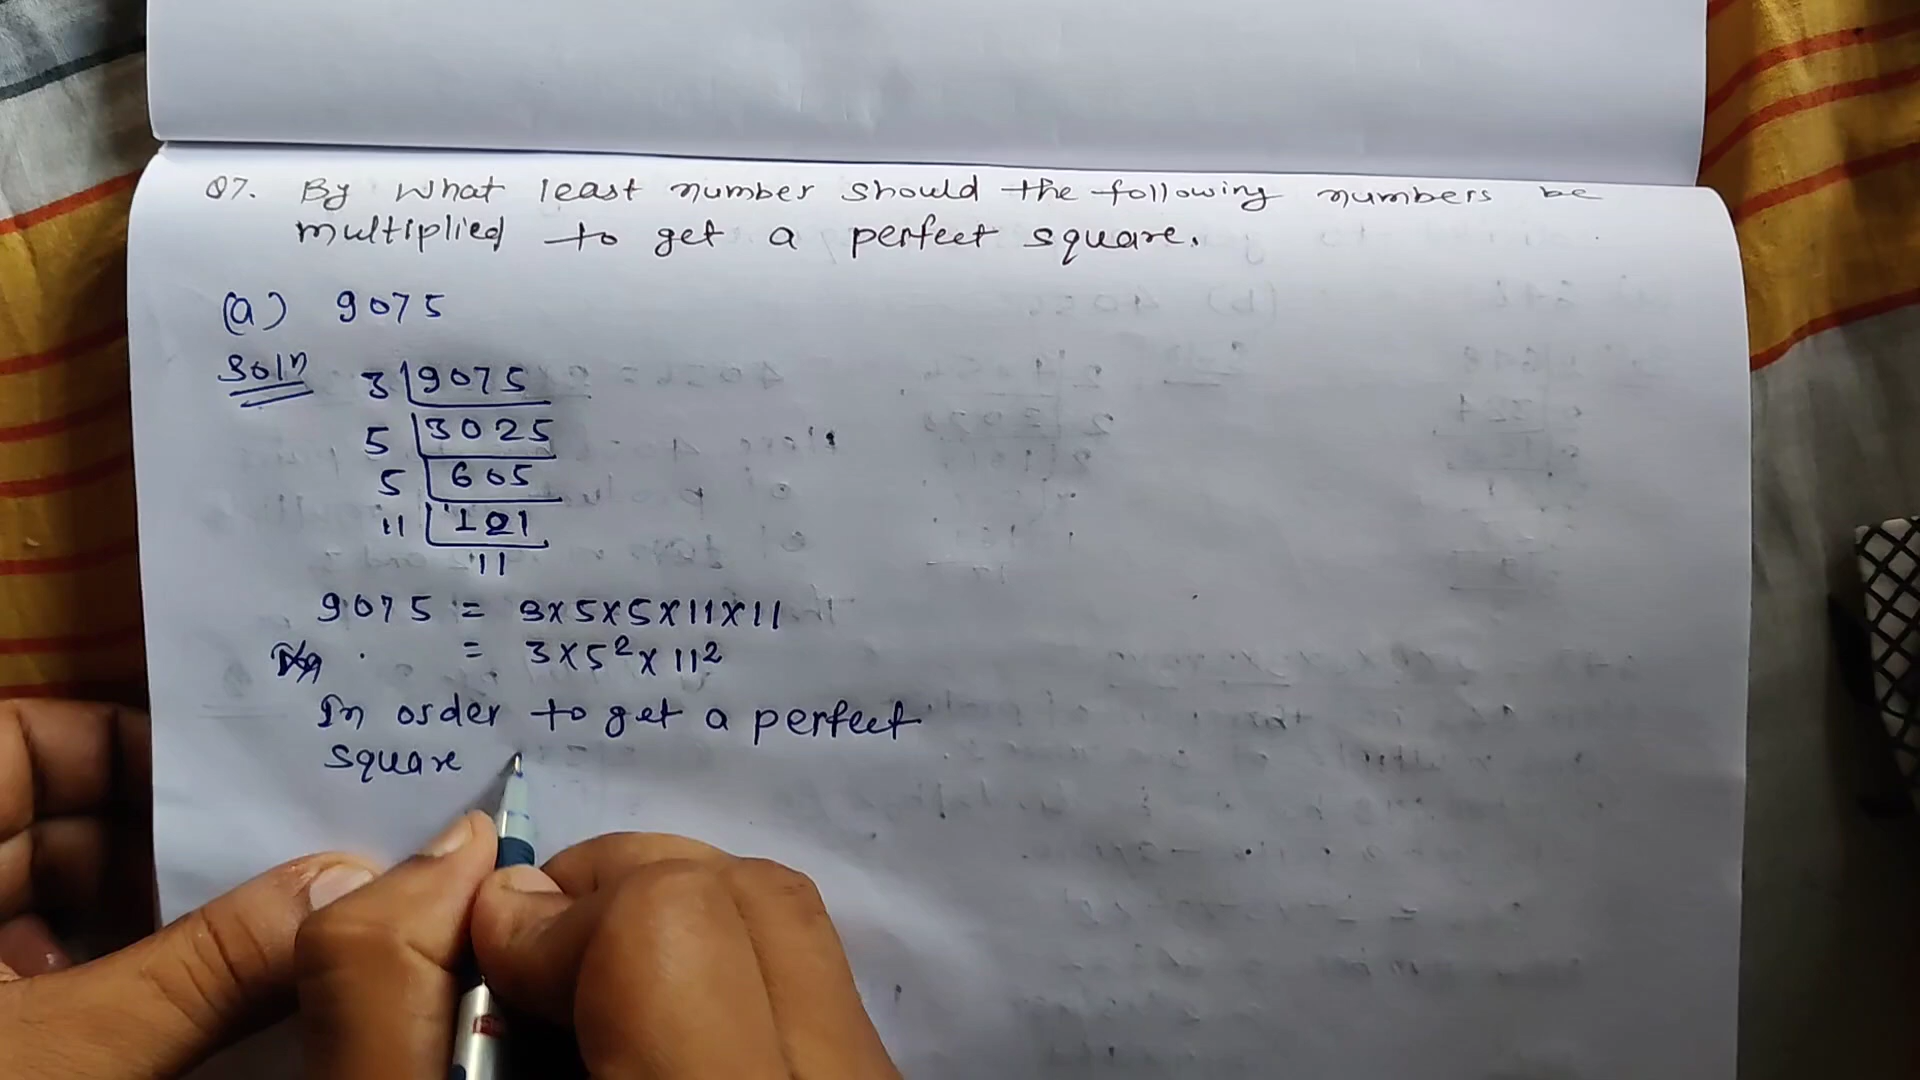 Q7. By what least number should the following numbers be
multiplied to get a perfect square.
(a) 9075
Soln
3 | 9075
5 | 3025
5 | 605
11 | 121
11
9075 = 3×5×5×11×11
= 3×5²×11²
In order to get a perfect
square